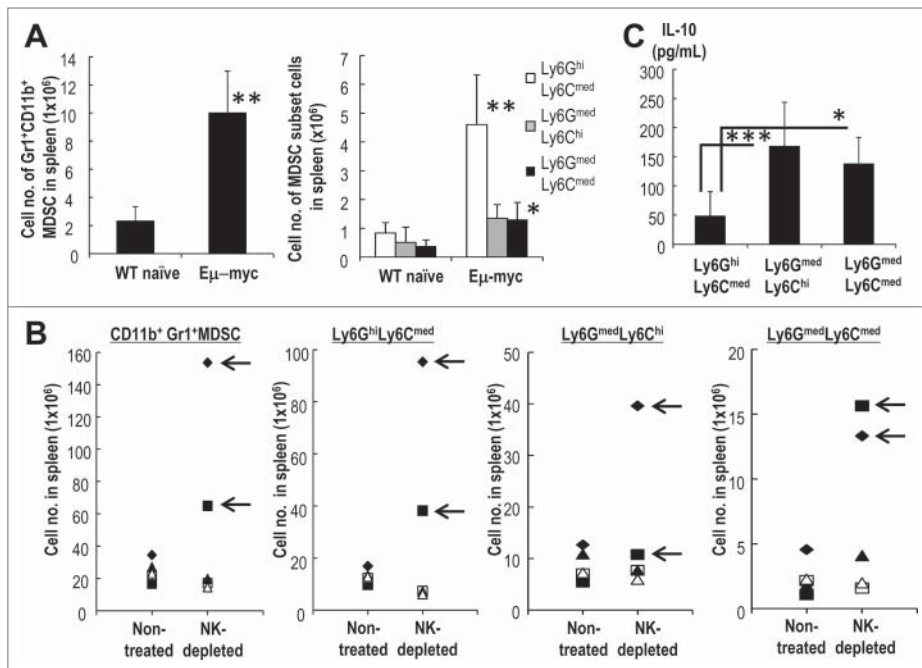 A
Cell no. of Gr1⁺CD11b⁺
MDSC in spleen (1x10⁶)
14
12
10
8
6
4
2
0
**
WT naïve
Eμ–myc
Cell no. of MDSC subset cells
in spleen (x10⁶)
7
6
5
4
3
2
1
0
**
*
Ly6Gʰⁱ
Ly6Cᵐᵉᵈ
Ly6Gᵐᵉᵈ
Ly6Cʰⁱ
Ly6Gᵐᵉᵈ
Ly6Cᵐᵉᵈ
WT naïve
Eμ-myc
C
IL-10
(pg/mL)
300
250
200
150
100
50
0
***
*
Ly6Gʰⁱ
Ly6Cᵐᵉᵈ
Ly6Gᵐᵉᵈ
Ly6Cʰⁱ
Ly6Gᵐᵉᵈ
Ly6Cᵐᵉᵈ
B
CD11b⁺ Gr1⁺MDSC
Cell no. in spleen (1x10⁶)
160
140
120
100
80
60
40
20
0
Non-
treated
NK-
depleted
Ly6GʰⁱLy6Cᵐᵉᵈ
Cell no. in spleen (1x10⁶)
100
80
60
40
20
0
Non-
treated
NK-
depleted
Ly6GᵐᵉᵈLy6Cʰⁱ
Cell no. in spleen (1x10⁶)
50
40
30
20
10
0
Non-
treated
NK-
depleted
Ly6GᵐᵉᵈLy6Cᵐᵉᵈ
Cell no. in spleen (1x10⁶)
20
15
10
5
0
Non-
treated
NK-
depleted